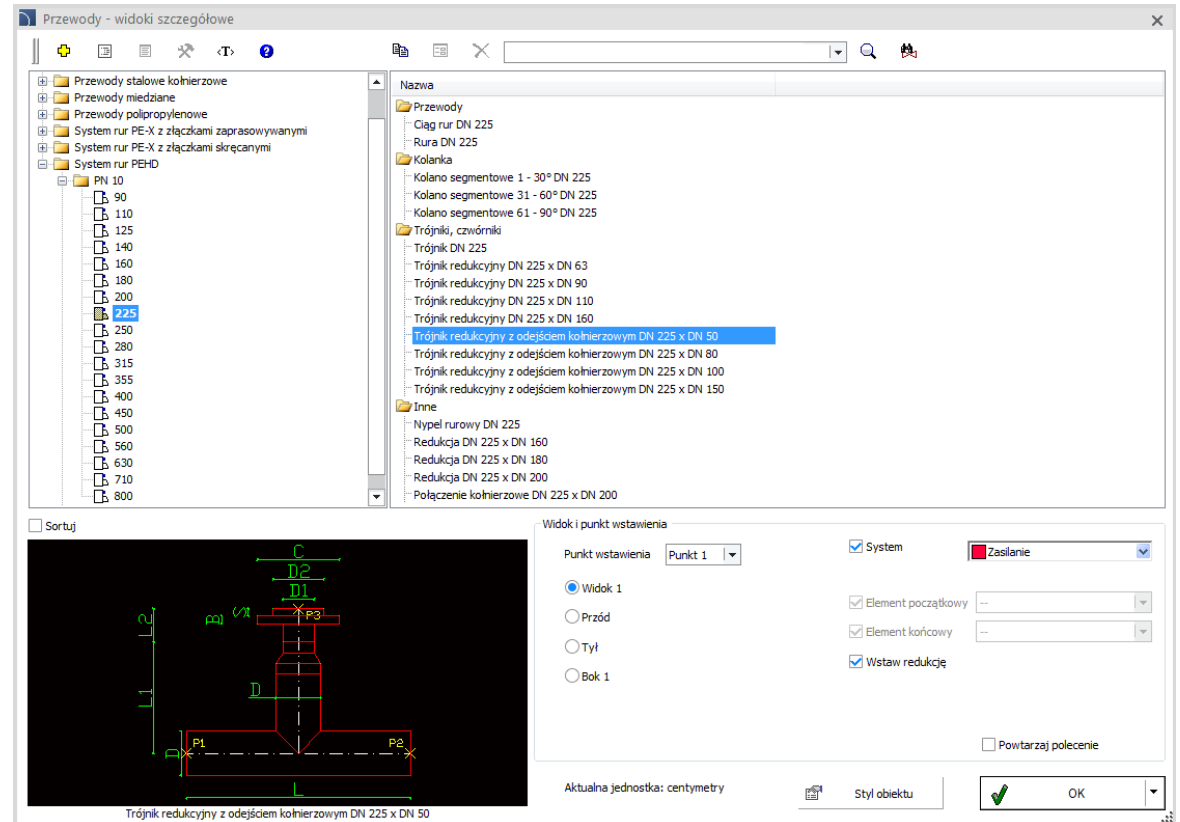 Przewody - widoki szczegółowe
‹T›
Przewody stalowe kołnierzowe
Przewody miedziane
Przewody polipropylenowe
System rur PE-X z złączkami zaprasowywanymi
System rur PE-X z złączkami skręcanymi
System rur PEHD
PN 10
90
110
125
140
160
180
200
225
250
280
315
355
400
450
500
560
630
710
800
Nazwa
Przewody
Ciąg rur DN 225
Rura DN 225
Kolanka
Kolano segmentowe 1 - 30° DN 225
Kolano segmentowe 31 - 60° DN 225
Kolano segmentowe 61 - 90° DN 225
Trójniki, czwórniki
Trójnik DN 225
Trójnik redukcyjny DN 225 x DN 63
Trójnik redukcyjny DN 225 x DN 90
Trójnik redukcyjny DN 225 x DN 110
Trójnik redukcyjny DN 225 x DN 160
Trójnik redukcyjny z odejściem kołnierzowym DN 225 x DN 50
Trójnik redukcyjny z odejściem kołnierzowym DN 225 x DN 80
Trójnik redukcyjny z odejściem kołnierzowym DN 225 x DN 100
Trójnik redukcyjny z odejściem kołnierzowym DN 225 x DN 150
Inne
Nypel rurowy DN 225
Redukcja DN 225 x DN 160
Redukcja DN 225 x DN 180
Redukcja DN 225 x DN 200
Połączenie kołnierzowe DN 225 x DN 200
Sortuj
C
D2
D1
L2
B
S
P3
L1
D
P1
P2
D
L
Trójnik redukcyjny z odejściem kołnierzowym DN 225 x DN 50
Widok i punkt wstawienia
Punkt wstawienia
Punkt 1
Widok 1
Przód
Tył
Bok 1
System
Zasilanie
Element początkowy
--
Element końcowy
--
Wstaw redukcję
Powtarzaj polecenie
Aktualna jednostka: centymetry
Styl obiektu
OK